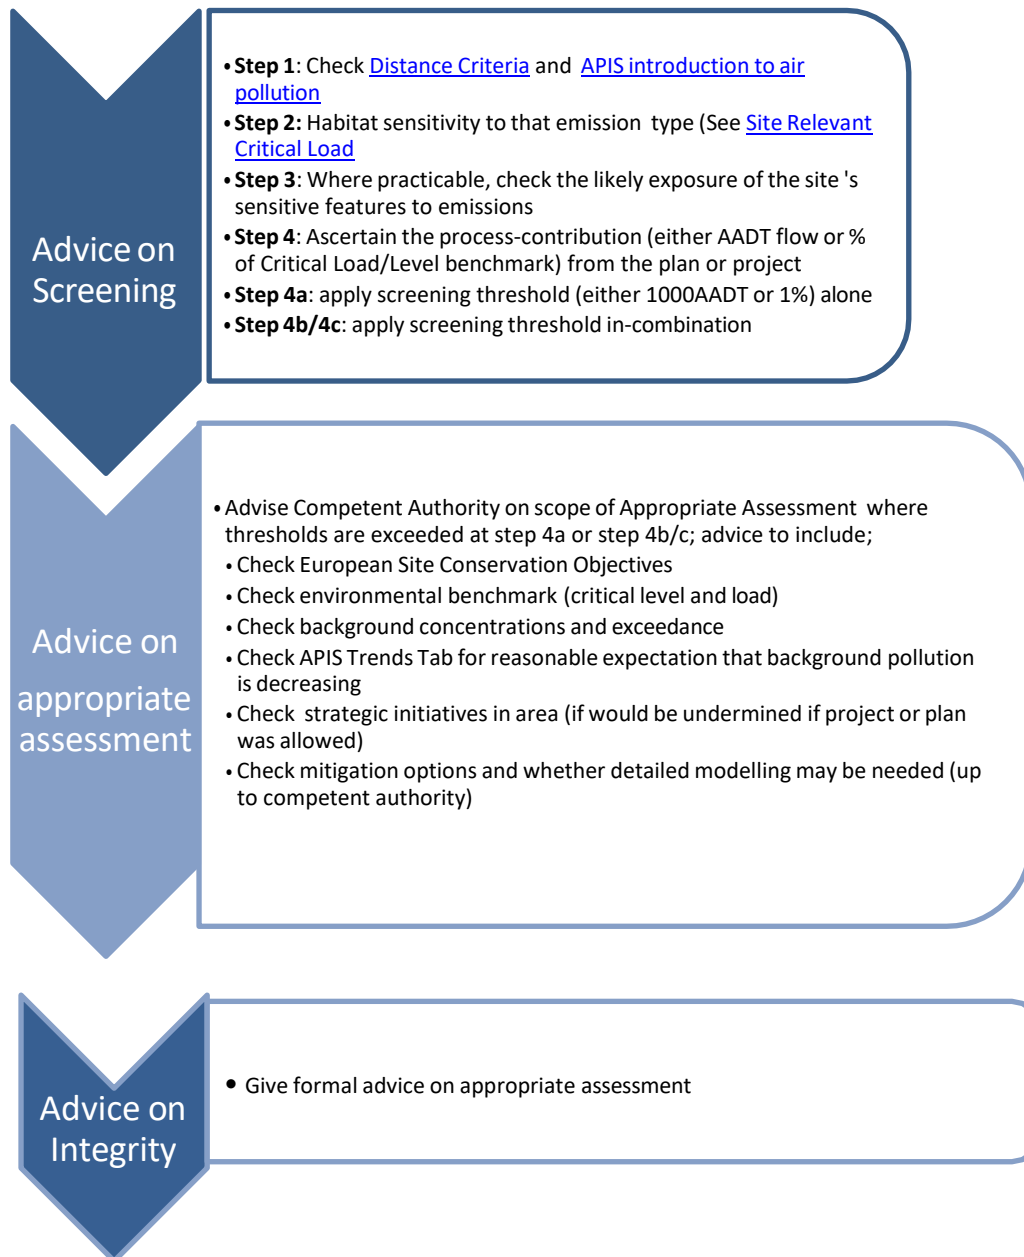 Advice on
Screening
• Step 1: Check Distance Criteria and APIS introduction to air
pollution
• Step 2: Habitat sensitivity to that emission type (See Site Relevant
Critical Load
• Step 3: Where practicable, check the likely exposure of the site 's
sensitive features to emissions
• Step 4: Ascertain the process-contribution (either AADT flow or %
of Critical Load/Level benchmark) from the plan or project
• Step 4a: apply screening threshold (either 1000AADT or 1%) alone
• Step 4b/4c: apply screening threshold in-combination
Advice on
appropriate
assessment
• Advise Competent Authority on scope of Appropriate Assessment where
thresholds are exceeded at step 4a or step 4b/c; advice to include;
• Check European Site Conservation Objectives
• Check environmental benchmark (critical level and load)
• Check background concentrations and exceedance
• Check APIS Trends Tab for reasonable expectation that background pollution
is decreasing
• Check strategic initiatives in area (if would be undermined if project or plan
was allowed)
• Check mitigation options and whether detailed modelling may be needed (up
to competent authority)
Advice on
Integrity
• Give formal advice on appropriate assessment